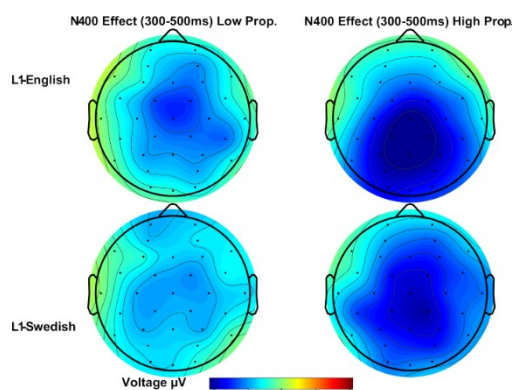 N400 Effect (300-500ms) Low Prop.
N400 Effect (300-500ms) High Prop.
L1-English
L1-Swedish
Voltage µV